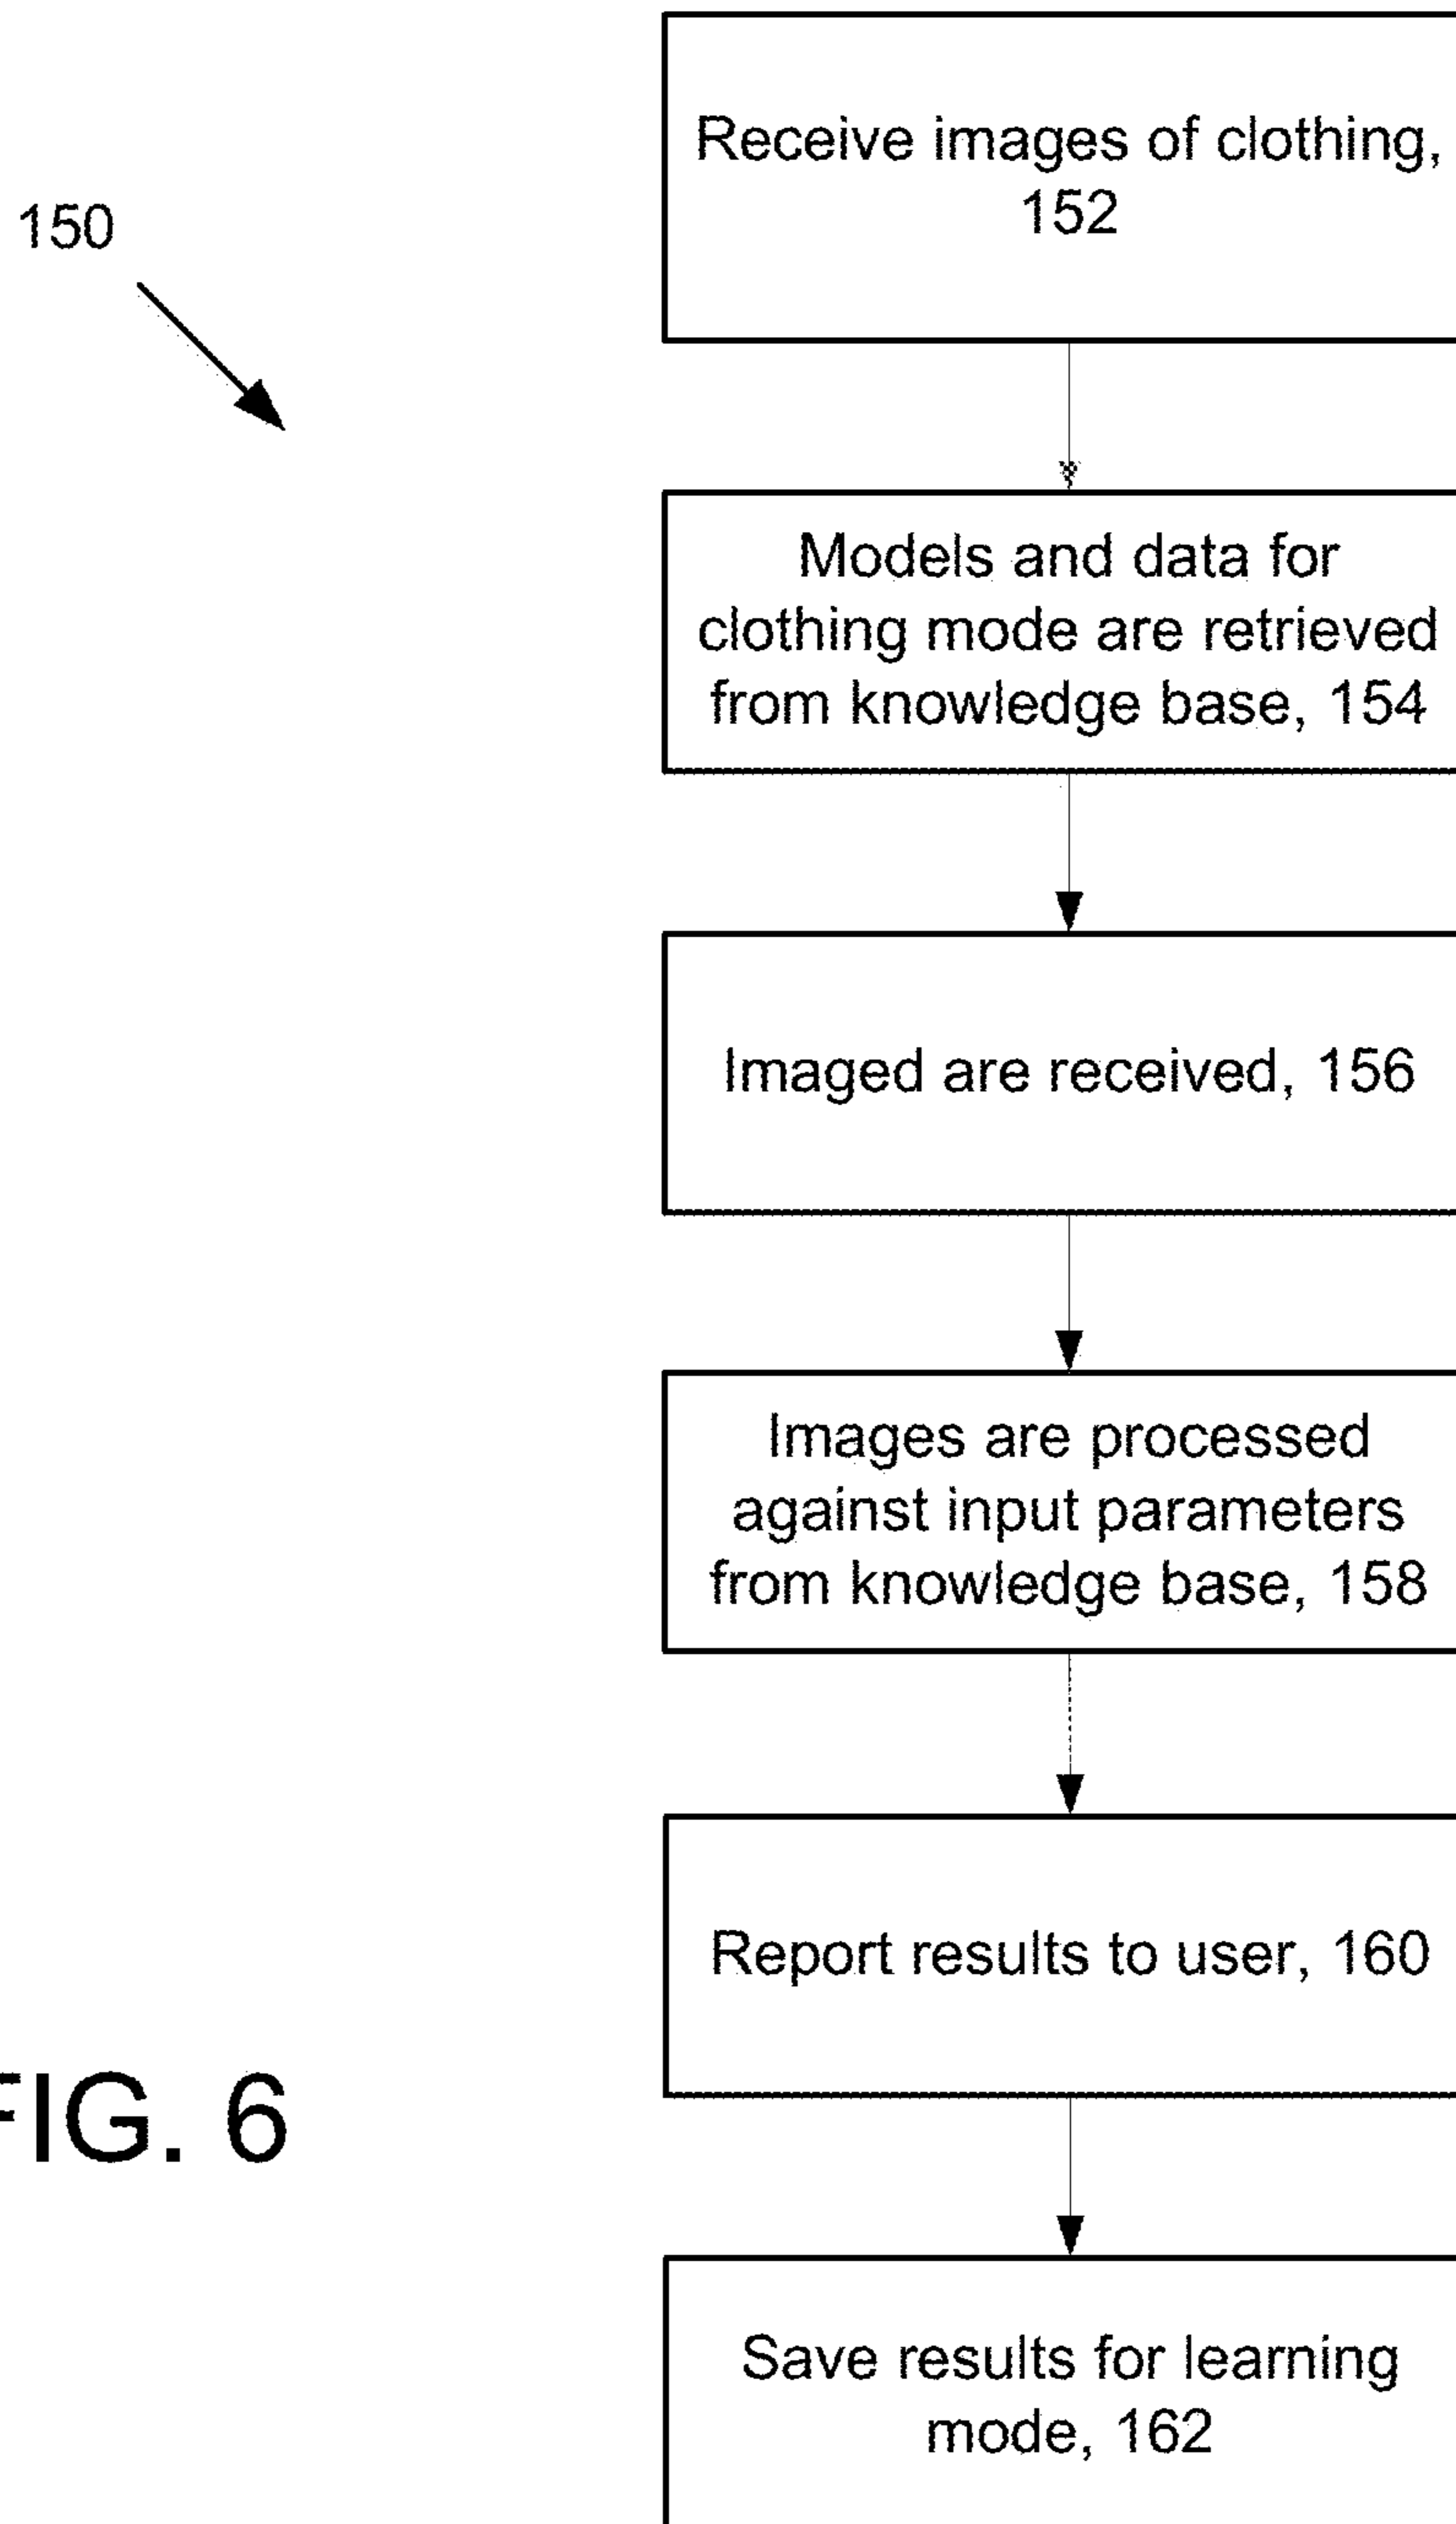 Receive images of clothing,
152
150
Models and data for
clothing mode are retrieved
from knowledge base, 154
Imaged are received, 156
Images are processed
against input parameters
from knowledge base, 158
Report results to user, 160
FIG. 6
Save results for learning
mode, 162